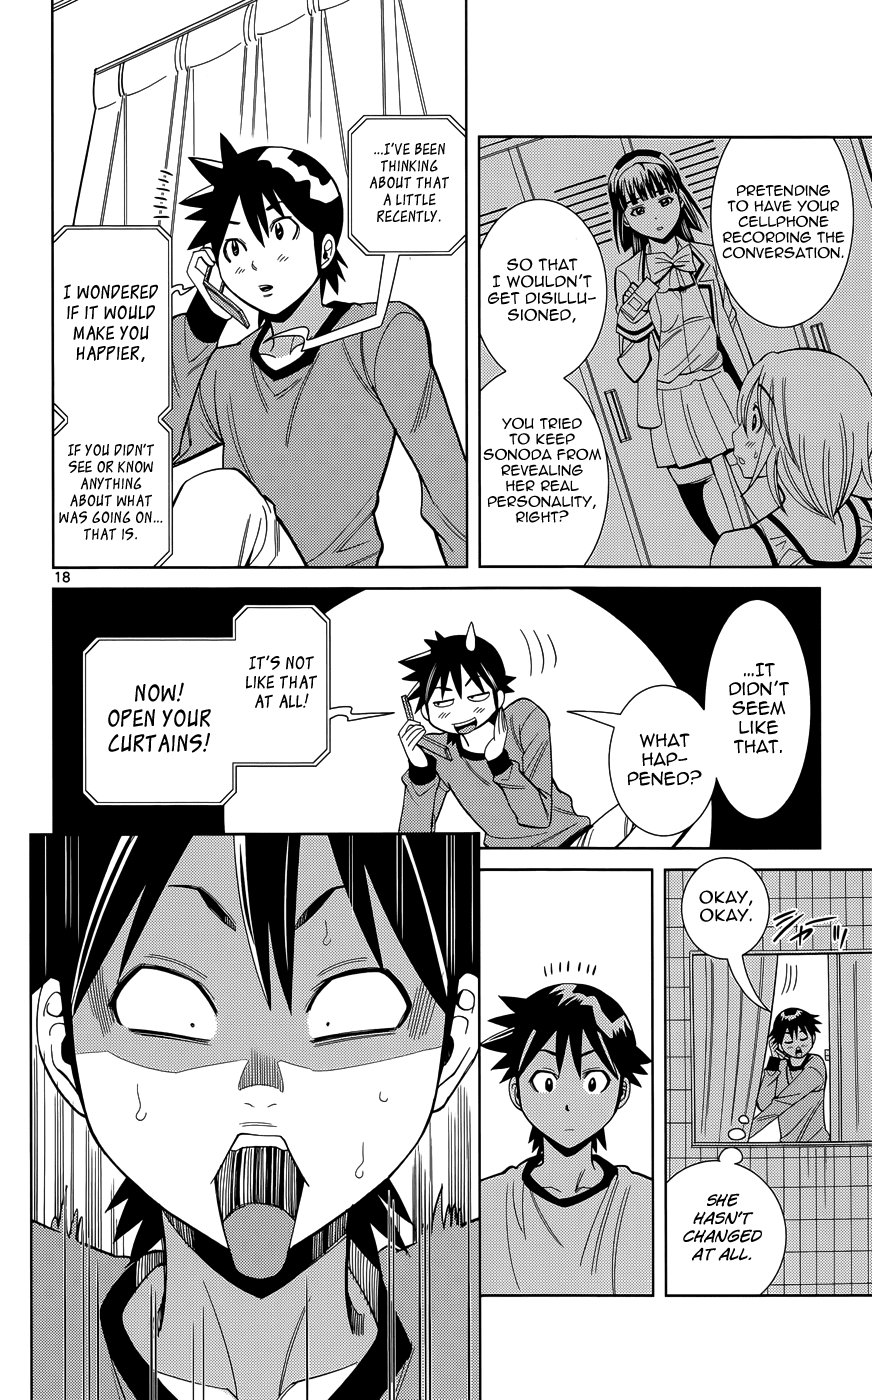 PRETENDING
TO HAVE YOUR
CELLPHONE
RECORDING THE
CONVERSATION.
SO THAT
I WOULDN'T
GET DISILLU-
SIONED,
YOU TRIED
TO KEEP
SONODA FROM
REVEALING
HER REAL
PERSONALITY,
RIGHT?
...I'VE BEEN
THINKING
ABOUT THAT
A LITTLE
RECENTLY.
I WONDERED
IF IT WOULD
MAKE YOU
HAPPIER,
IF YOU DIDN'T
SEE OR KNOW
ANYTHING
ABOUT WHAT
WAS GOING ON...
THAT IS.
18
...IT
DIDN'T
SEEM
LIKE
THAT.
WHAT
HAP-
PENED?
IT'S NOT
LIKE THAT
AT ALL!
NOW!
OPEN YOUR
CURTAINS!
OKAY,
OKAY.
シャーッ
SHE
HASN'T
CHANGED
AT ALL.